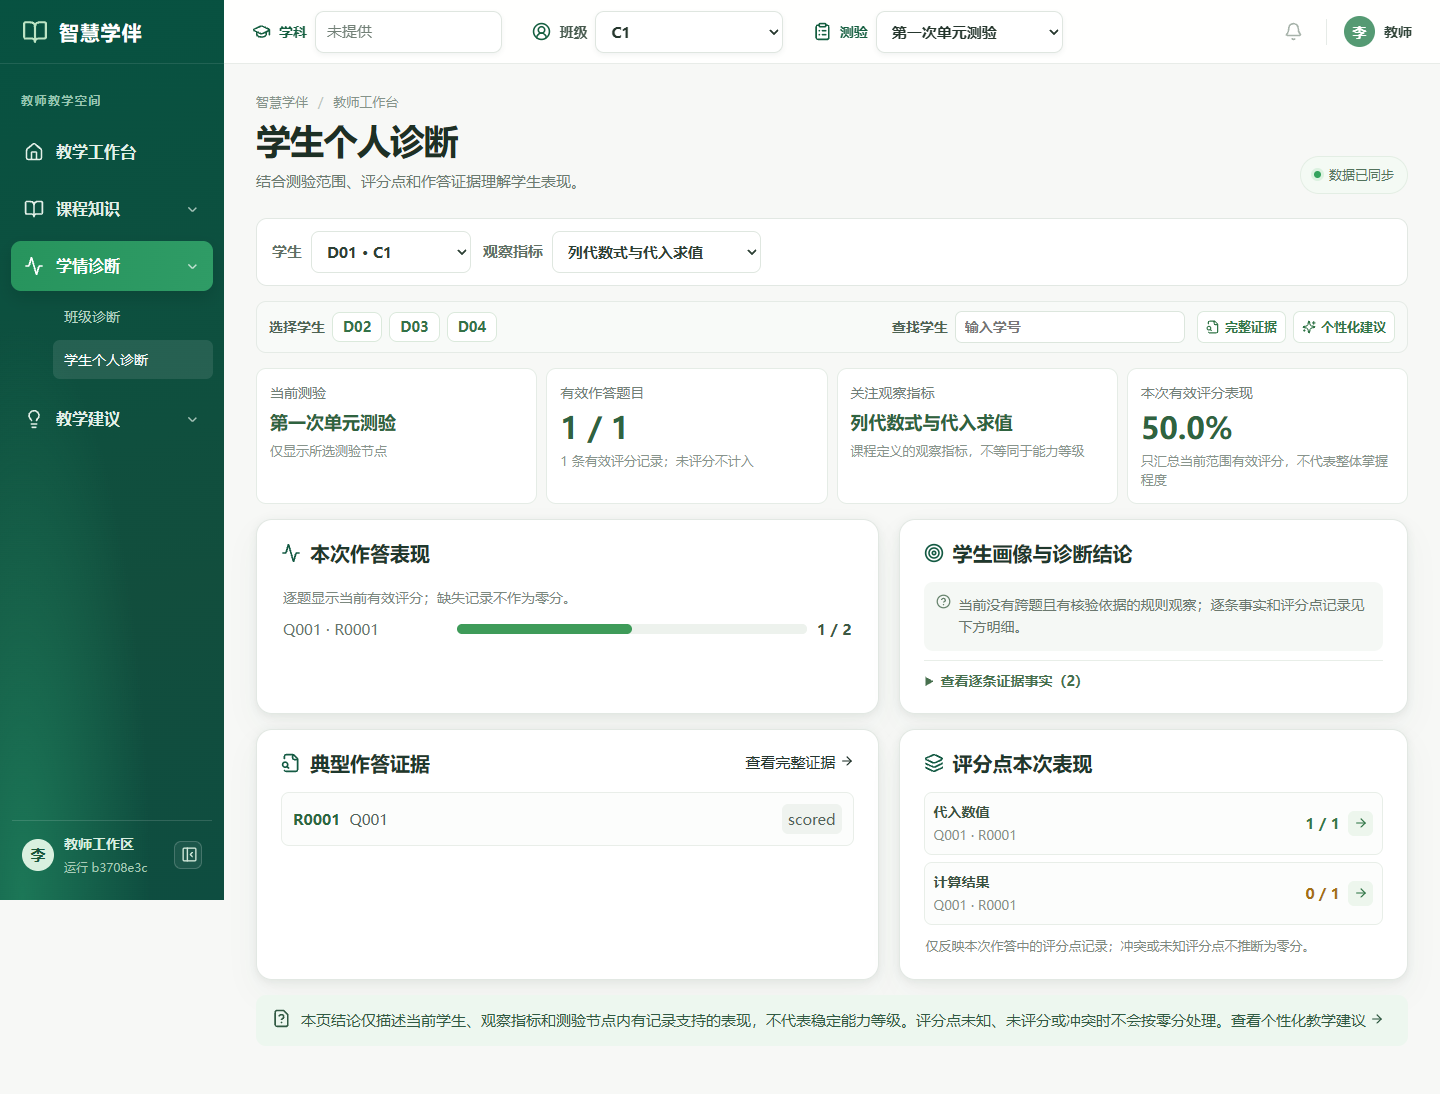 智慧学伴
学科 未提供 班级 C1 测验 第一次单元测验 李 教师
教师教学空间
教学工作台
课程知识
学情诊断
班级诊断
学生个人诊断
教学建议
李 教师工作区
运行 b3708e3c
智慧学伴 / 教师工作台
学生个人诊断
结合测验范围、评分点和作答证据理解学生表现。
数据已同步
学生 D01 · C1 观察指标 列代数式与代入求值
选择学生 D02 D03 D04 查找学生 输入学号 完整证据 个性化建议
当前测验
第一次单元测验
仅显示所选测验节点
有效作答题目
1 / 1
1 条有效评分记录；未评分不计入
关注观察指标
列代数式与代入求值
课程定义的观察指标，不等同于能力等级
本次有效评分表现
50.0%
只汇总当前范围有效评分，不代表整体掌握
程度
本次作答表现
逐题显示当前有效评分；缺失记录不作为零分。
Q001 · R0001 1 / 2
学生画像与诊断结论
当前没有跨题且有核验依据的规则观察；逐条事实和评分点记录见
下方明细。
▶ 查看逐条证据事实（2）
典型作答证据 查看完整证据 →
R0001 Q001 scored
评分点本次表现
代入数值
Q001 · R0001 1 / 1 →
计算结果
Q001 · R0001 0 / 1 →
仅反映本次作答中的评分点记录；冲突或未知评分点不推断为零分。
本页结论仅描述当前学生、观察指标和测验节点内有记录支持的表现，不代表稳定能力等级。评分点未知、未评分或冲突时不会按零分处理。查看个性化教学建议 →